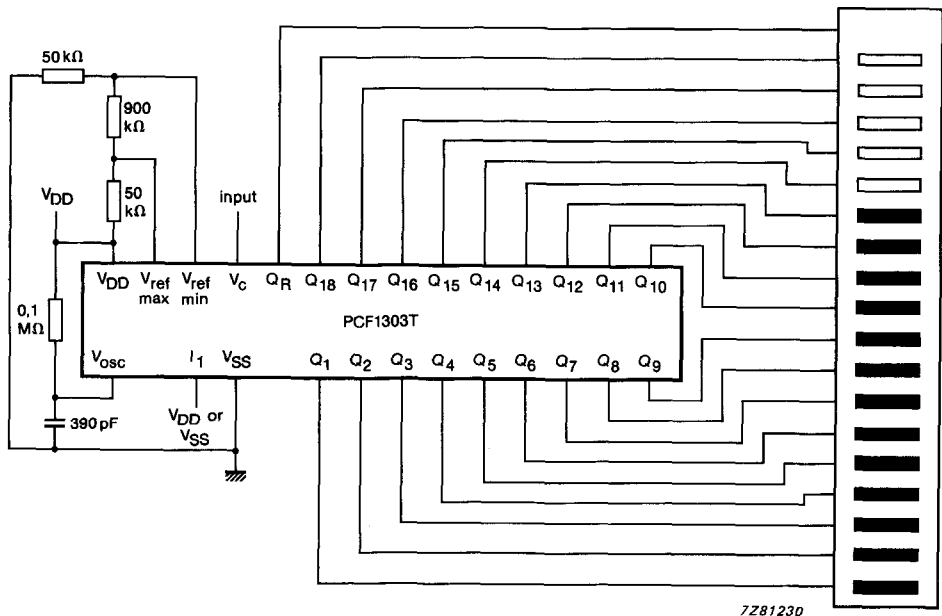 50 kΩ
900
kΩ
50
kΩ
V_DD
input
V_DD V_ref max V_ref min V_C Q_R Q_18 Q_17 Q_16 Q_15 Q_14 Q_13 Q_12 Q_11 Q_10
PCF1303T
0,1
MΩ
V_OSC I_1 V_SS Q_1 Q_2 Q_3 Q_4 Q_5 Q_6 Q_7 Q_8 Q_9
390 pF
V_DD or
V_SS
7Z81230